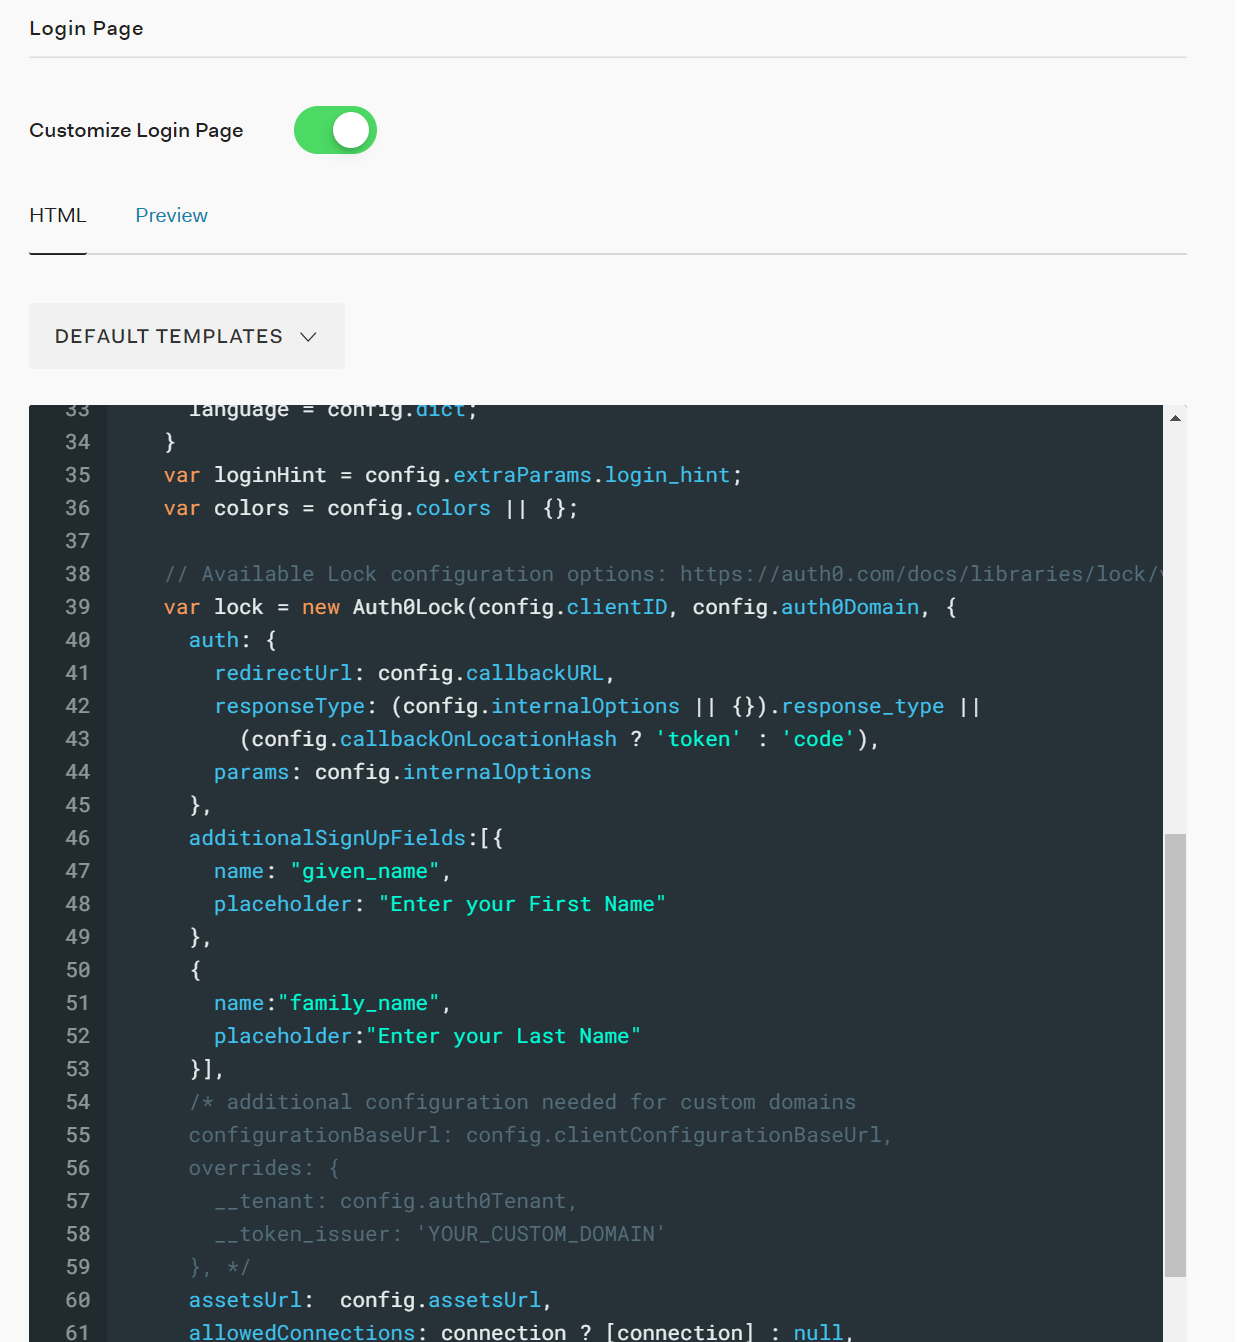 Login Page
Customize Login Page
HTML Preview
DEFAULT TEMPLATES
33 language = config.dict;
34 }
35 var loginHint = config.extraParams.login_hint;
36 var colors = config.colors || {};
37
38 // Available Lock configuration options: https://auth0.com/docs/libraries/lock/
39 var lock = new Auth0Lock(config.clientID, config.auth0Domain, {
40 auth: {
41 redirectUrl: config.callbackURL,
42 responseType: (config.internalOptions || {}).response_type ||
43 (config.callbackOnLocationHash ? 'token' : 'code'),
44 params: config.internalOptions
45 },
46 additionalSignUpFields:[{
47 name: "given_name",
48 placeholder: "Enter your First Name"
49 },
50 {
51 name:"family_name",
52 placeholder:"Enter your Last Name"
53 }],
54 /* additional configuration needed for custom domains
55 configurationBaseUrl: config.clientConfigurationBaseUrl,
56 overrides: {
57 __tenant: config.auth0Tenant,
58 __token_issuer: 'YOUR_CUSTOM_DOMAIN'
59 }, */
60 assetsUrl:  config.assetsUrl,
61 allowedConnections: connection ? [connection] : null,